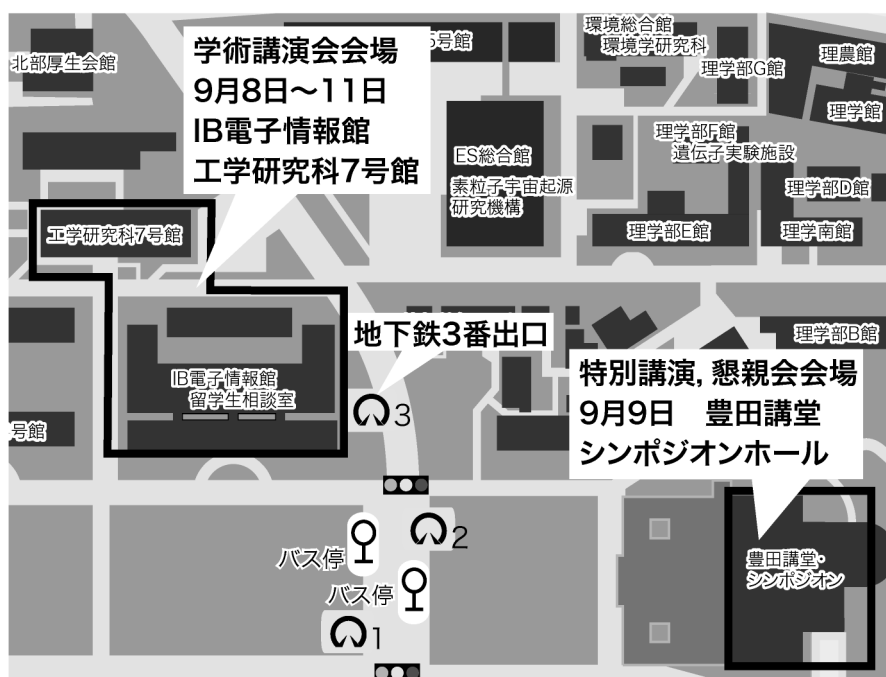 北部厚生会館
学術講演会会場
9月8日～11日
IB電子情報館
工学研究科7号館
号館
環境総合館
環境学研究科
理学部G館
理農館
理学館
理学部F館
遺伝子実験施設
ES総合館
素粒子宇宙起源
研究機構
理学部D館
理学部E館
理学南館
工学研究科7号館
地下鉄3番出口
理学部B館
IB電子情報館
留学生相談室
3
号館
特別講演, 懇親会会場
9月9日　豊田講堂
シンポジオンホール
2
バス停
バス停
1
豊田講堂・
シンポジオン